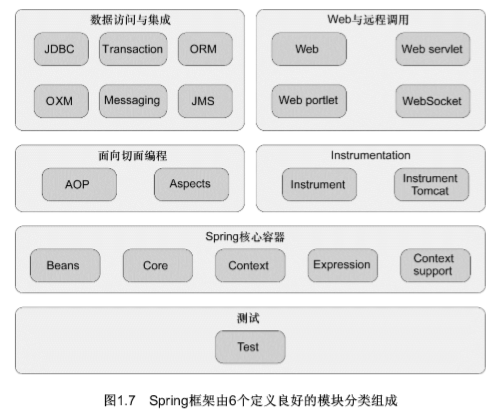 数据访问与集成
JDBC Transaction ORM
OXM Messaging JMS
Web与远程调用
Web Web servlet
Web portlet WebSocket
面向切面编程
AOP Aspects
Instrumentation
Instrument Instrument
Tomcat
Spring核心容器
Beans Core Context Expression Context
support
测试
Test
图1.7 Spring框架由6个定义良好的模块分类组成